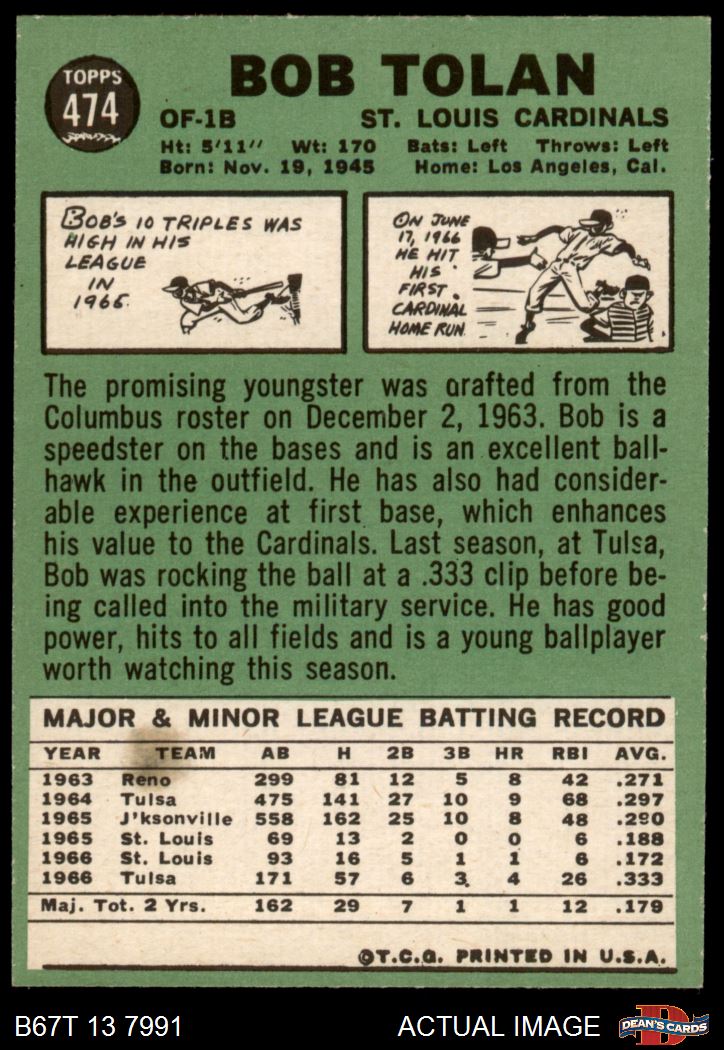 TOPPS
474
BOB TOLAN
OF-1B ST. LOUIS CARDINALS
Ht: 5'11" Wt: 170 Bats: Left Throws: Left
Born: Nov. 19, 1945 Home: Los Angeles, Cal.
BOB'S 10 TRIPLES WAS
HIGH IN HIS
LEAGUE
IN
1965.
ON JUNE
17, 1966
HE HIT
HIS
FIRST
CARDINAL
HOME RUN.
The promising youngster was drafted from the
Columbus roster on December 2, 1963. Bob is a
speedster on the bases and is an excellent ball-
hawk in the outfield. He has also had consider-
able experience at first base, which enhances
his value to the Cardinals. Last season, at Tulsa,
Bob was rocking the ball at a .333 clip before be-
ing called into the military service. He has good
power, hits to all fields and is a young ballplayer
worth watching this season.
MAJOR & MINOR LEAGUE BATTING RECORD
YEAR TEAM AB H 2B 3B HR RBI AVG.
1963 Reno 299 81 12 5 8 42 .271
1964 Tulsa 475 141 27 10 9 68 .297
1965 J'ksonville 558 162 25 10 8 48 .290
1965 St. Louis 69 13 2 0 0 6 .188
1966 St. Louis 93 16 5 1 1 6 .172
1966 Tulsa 171 57 6 3 4 26 .333
Maj. Tot. 2 Yrs. 162 29 7 1 1 12 .179
©T.C.G. PRINTED IN U.S.A.
B67T 13 7991 ACTUAL IMAGE
D
DEAN'S CARDS